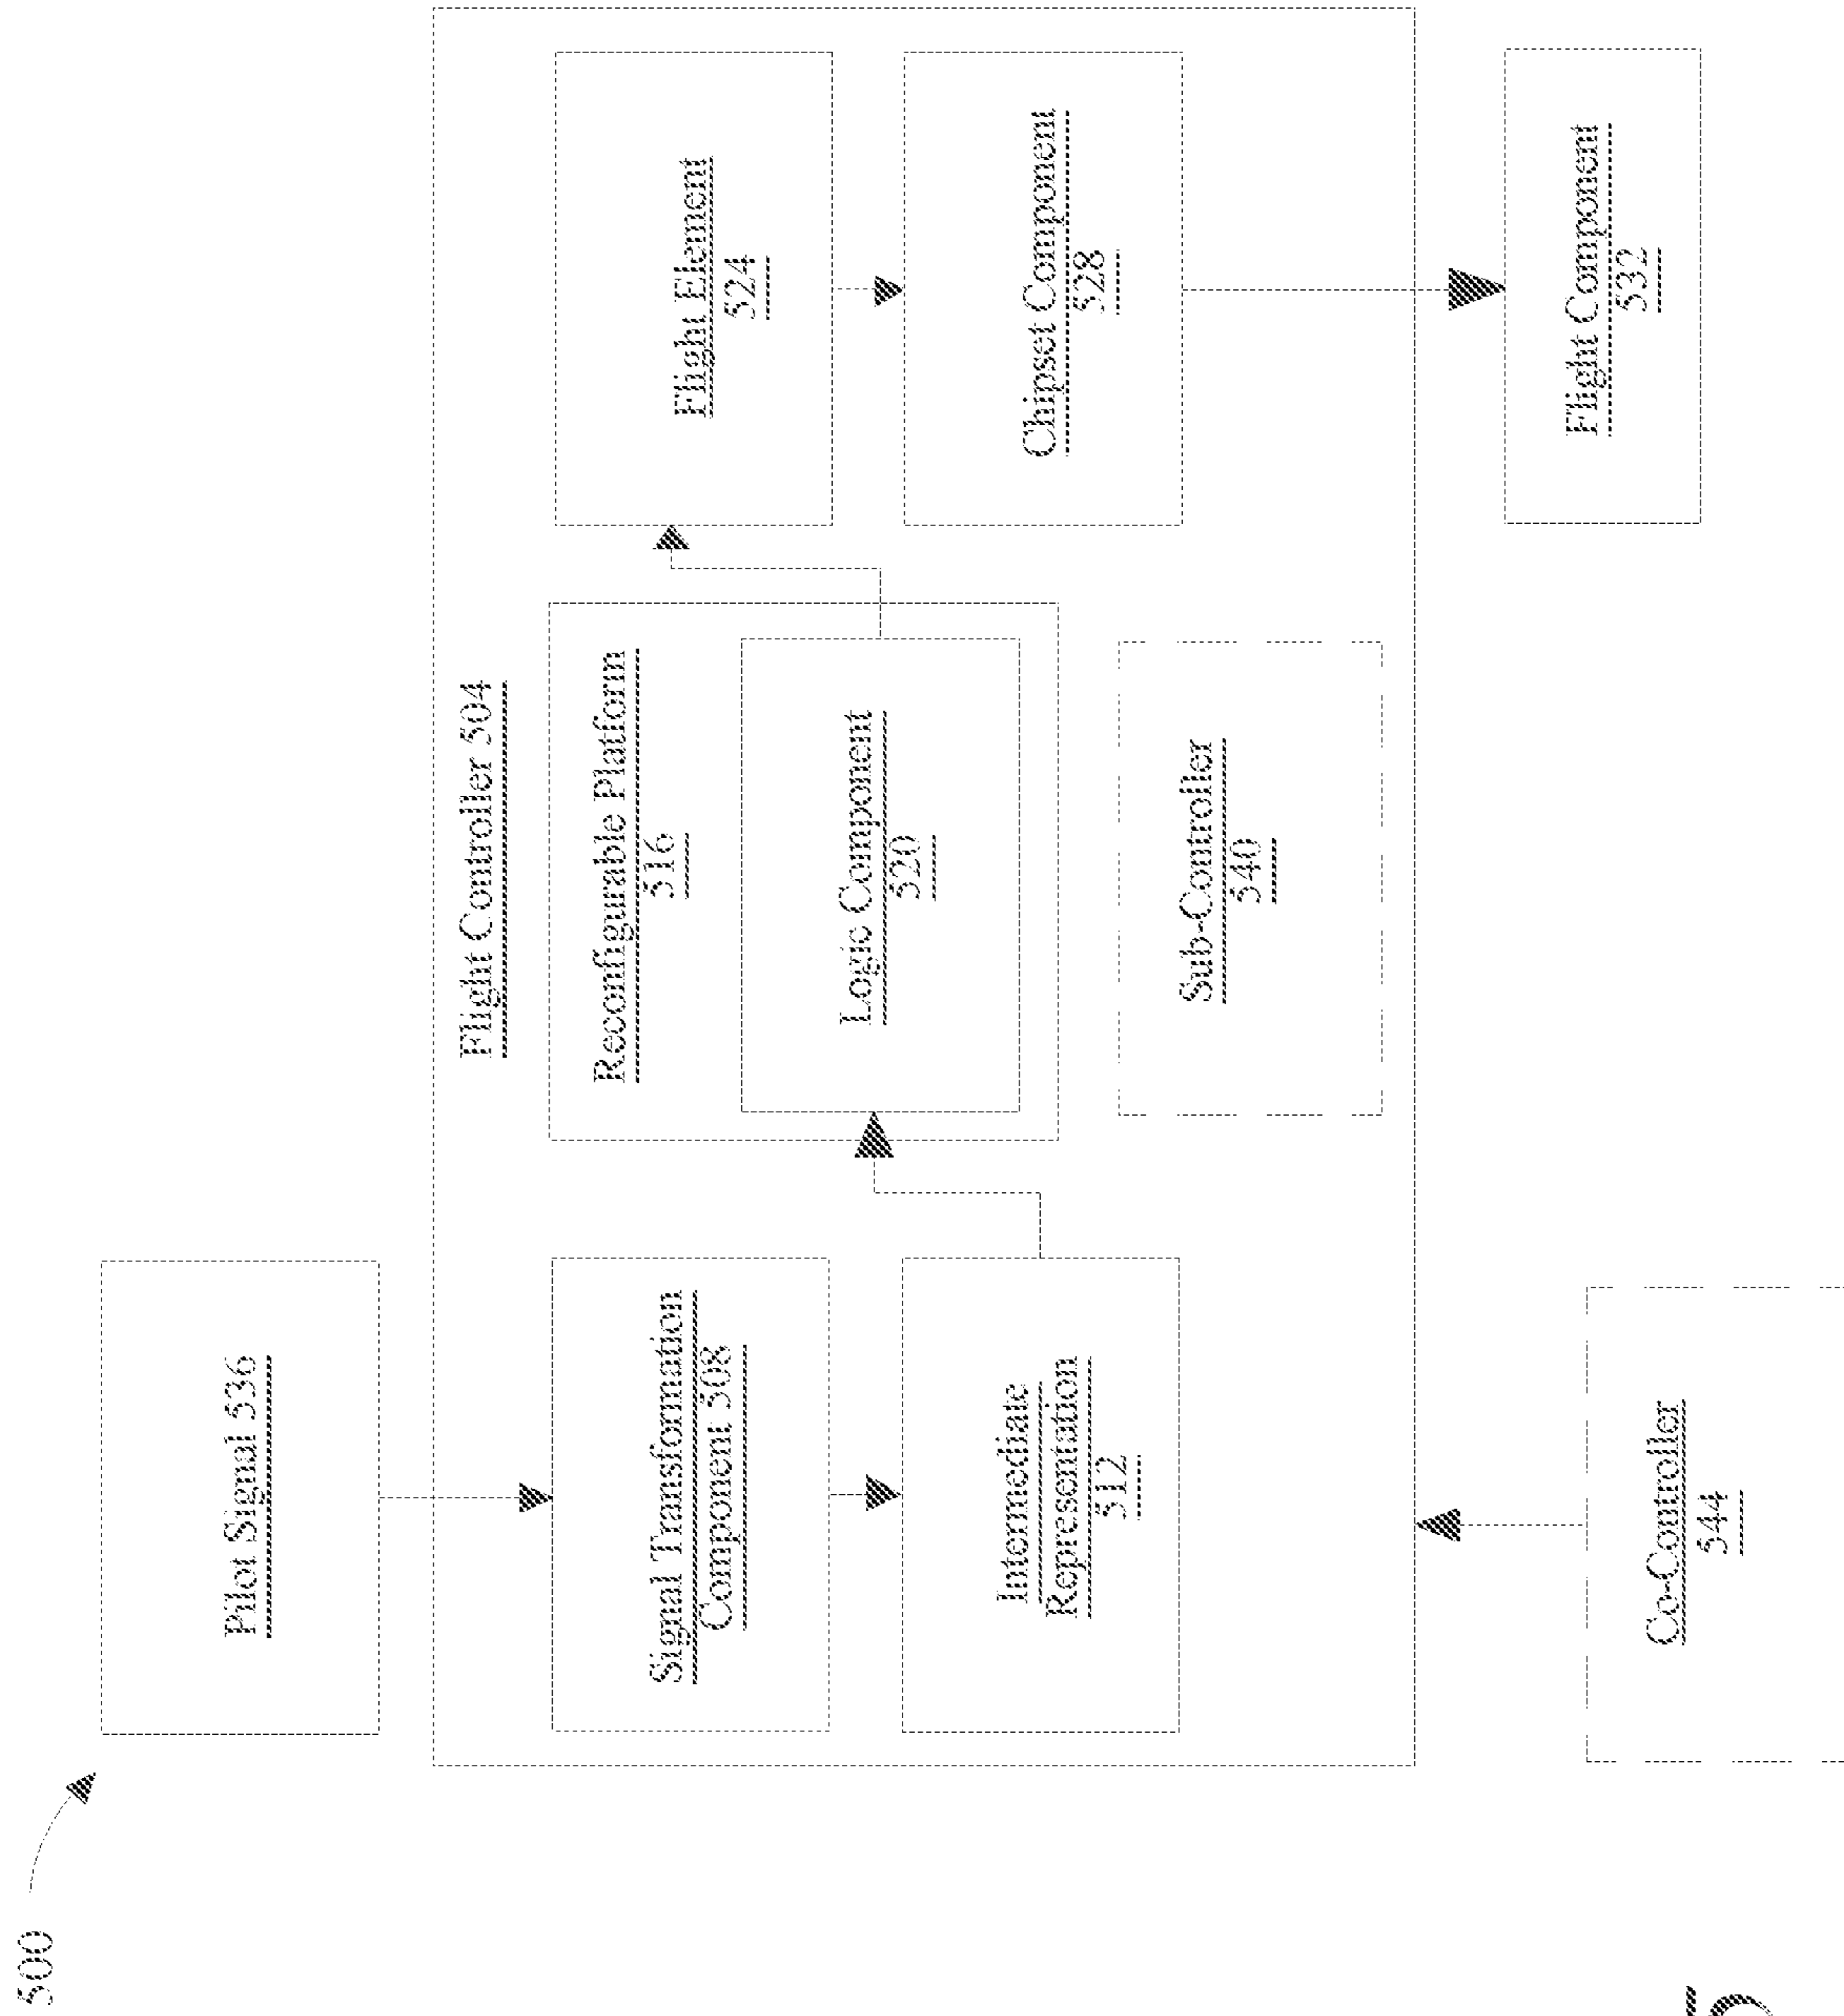 500
Pilot Signal 536
Flight Controller 504
Signal Transformation
Component 508
Intermediate
Representation
512
Reconfigurable Platform
516
Logic Component
520
Sub-Controller
540
Flight Element
524
Chipset Component
528
Co-Controller
544
Flight Component
532
5